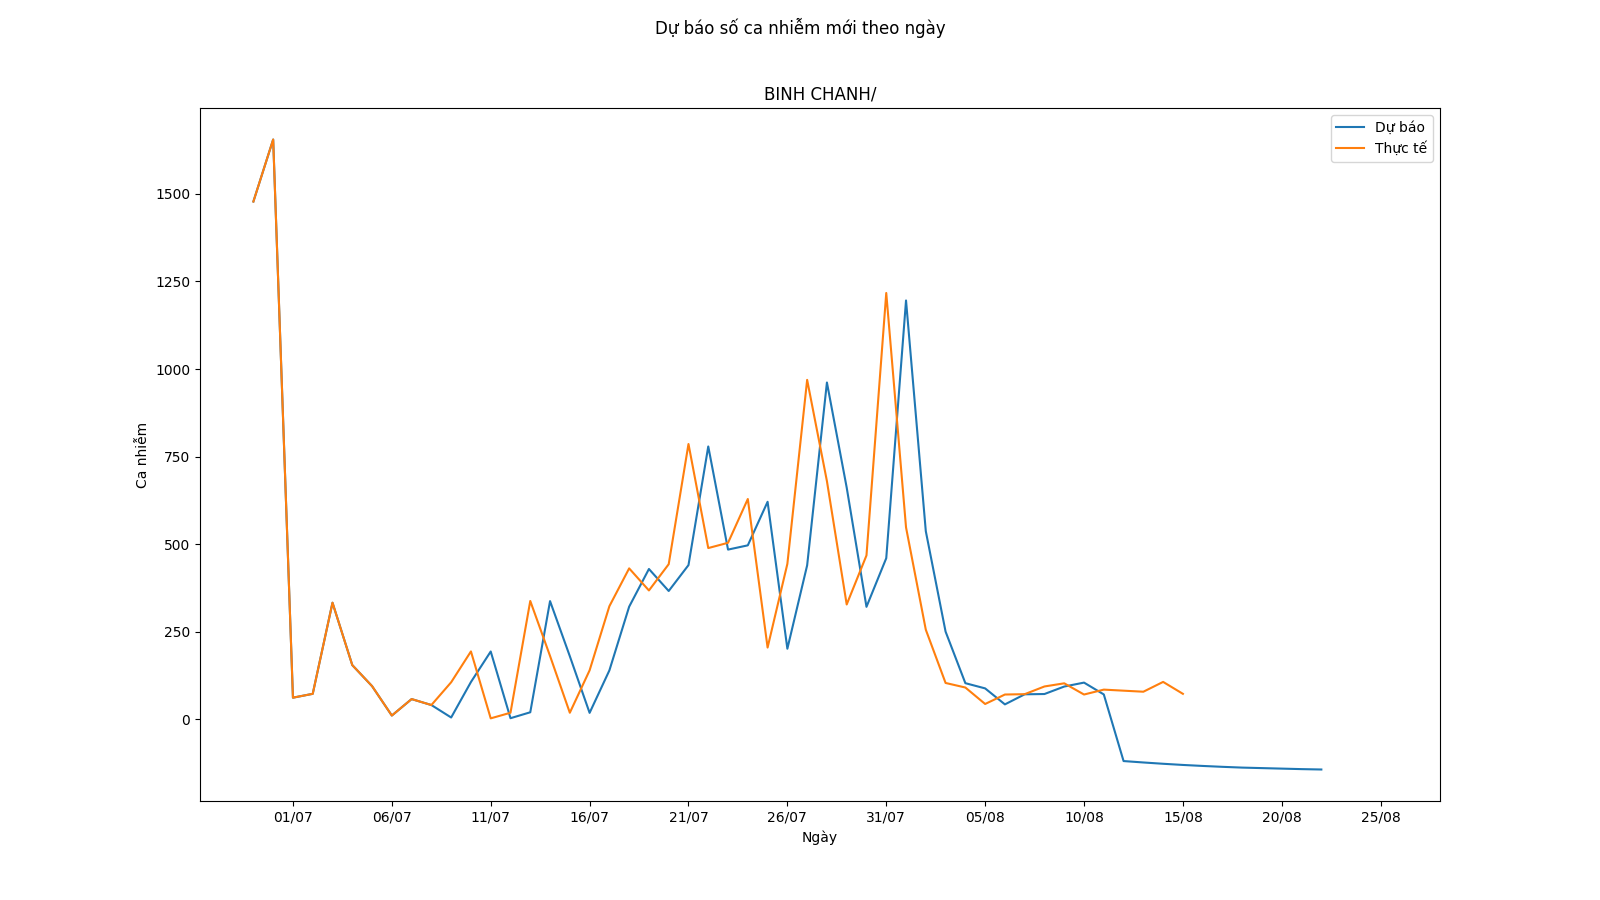 Dự báo số ca nhiễm mới theo ngày
BINH CHANH/
Dự báo
Thực tế
1500
1250
1000
750
500
250
0
Ca nhiễm
01/07 06/07 11/07 16/07 21/07 26/07 31/07 05/08 10/08 15/08 20/08 25/08
Ngày